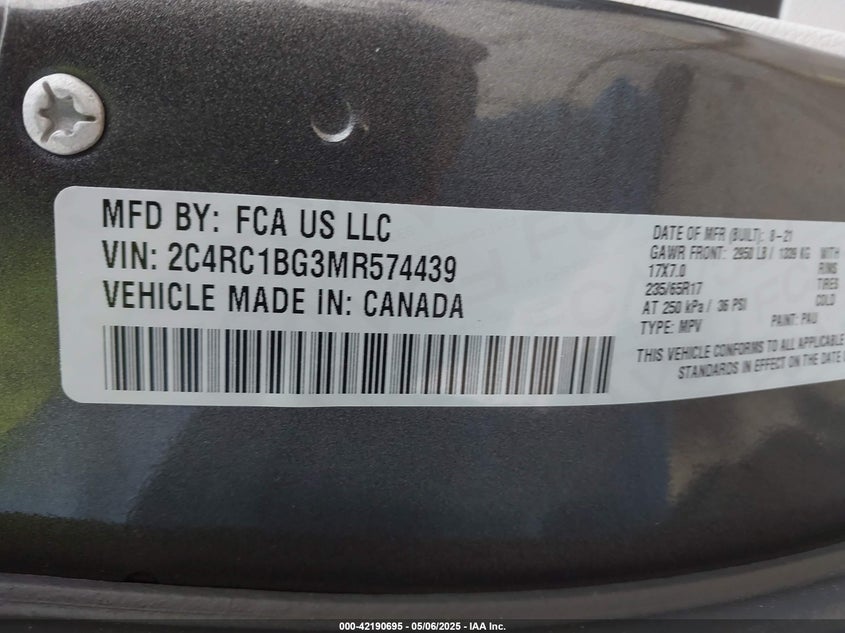 MFD BY: FCA US LLC
VIN: 2C4RC1BG3MR574439
VEHICLE MADE IN: CANADA
DATE OF MFR (BUILT): 8-21
GAWR FRONT: 2950 LB / 1339 KG WITH
17X7.0 RIMS
235/65R17 TIRES
AT 250 kPa / 36 PSI COLD
TYPE: MPV PAINT: PAU
THIS VEHICLE CONFORMS TO ALL APPLICABLE
STANDARDS IN EFFECT ON THE DATE
000-42190695 - 05/06/2025 - IAA Inc.